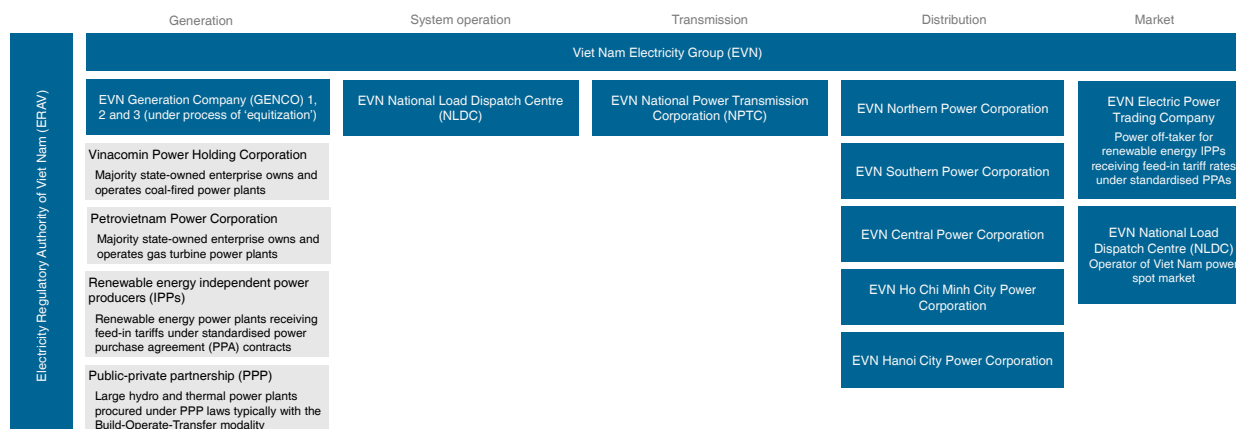 Generation
System operation
Transmission
Distribution
Market
Electricity Regulatory Authority of Viet Nam (ERAV)
Viet Nam Electricity Group (EVN)
EVN Generation Company (GENCO) 1,
2 and 3 (under process of ‘equitization’)
Vinacomin Power Holding Corporation
Majority state-owned enterprise owns and
operates coal-fired power plants
Petrovietnam Power Corporation
Majority state-owned enterprise owns and
operates gas turbine power plants
Renewable energy independent power
producers (IPPs)
Renewable energy power plants receiving
feed-in tariffs under standardised power
purchase agreement (PPA) contracts
Public-private partnership (PPP)
Large hydro and thermal power plants
procured under PPP laws typically with the
Build-Operate-Transfer modality
EVN National Load Dispatch Centre
(NLDC)
EVN National Power Transmission
Corporation (NPTC)
EVN Northern Power Corporation
EVN Southern Power Corporation
EVN Central Power Corporation
EVN Ho Chi Minh City Power
Corporation
EVN Hanoi City Power Corporation
EVN Electric Power
Trading Company
Power off-taker for
renewable energy IPPs
receiving feed-in tariff rates
under standardised PPAs
EVN National Load
Dispatch Centre (NLDC)
Operator of Viet Nam power
spot market